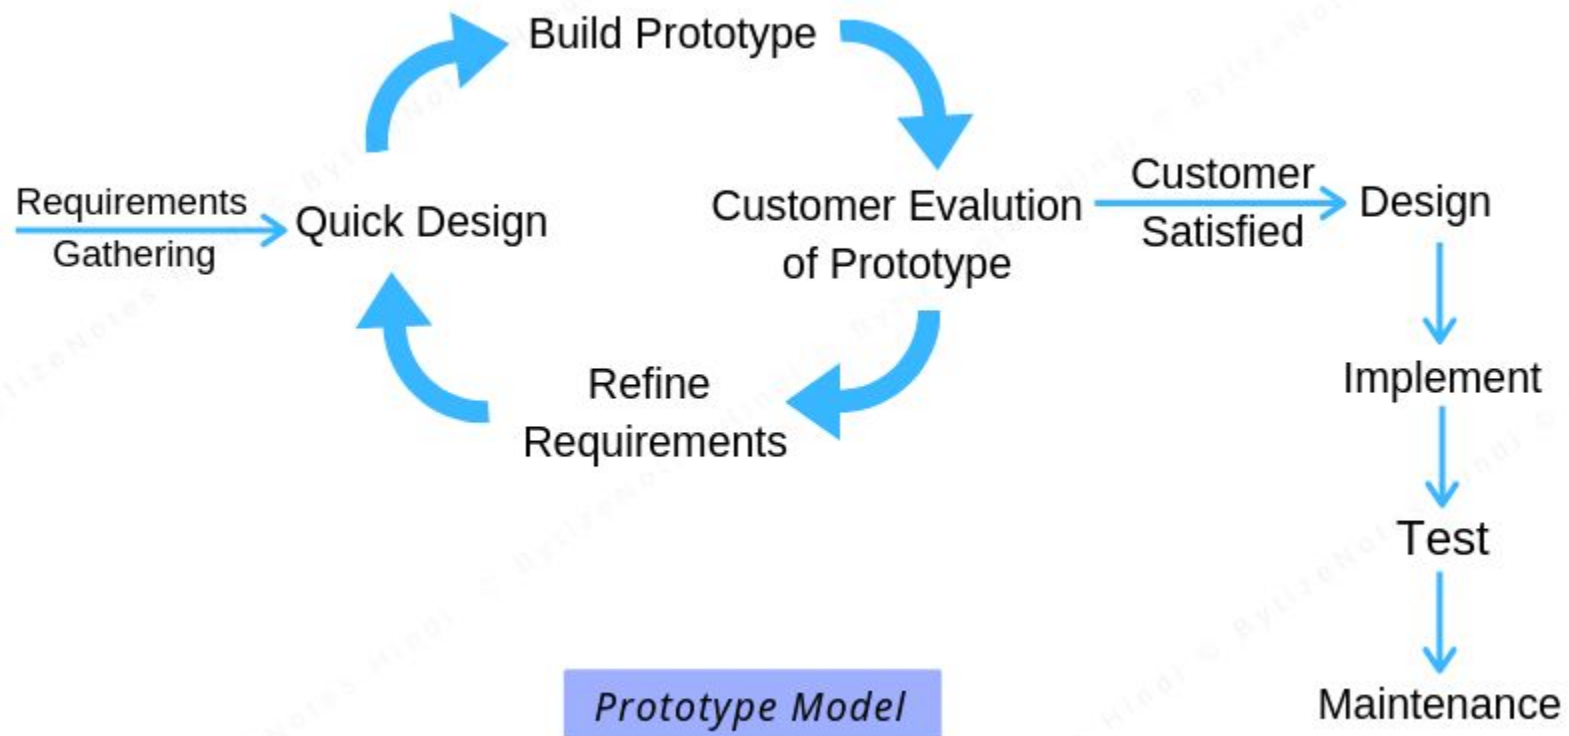 Build Prototype
Requirements
Gathering
Quick Design
Customer Evalution
of Prototype
Customer
Satisfied
Design
Refine
Requirements
Implement
Test
Maintenance
Prototype Model